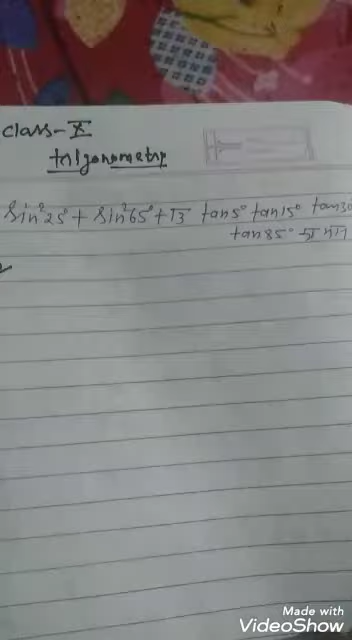 class-X
trigonometry
sin²25° + sin²65° + √3 tan5° tan15° tan30
tan85° का मान
Made with
VideoShow